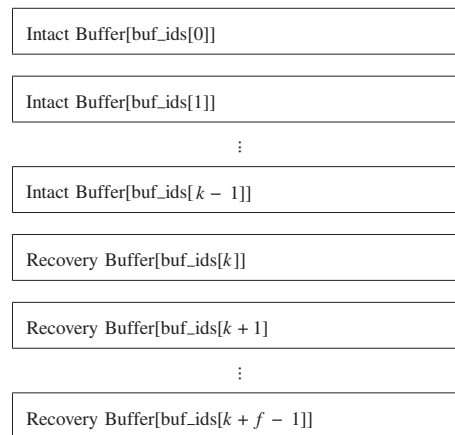 Intact Buffer[buf_ids[0]]
Intact Buffer[buf_ids[1]]
⋮
Intact Buffer[buf_ids[k − 1]]
Recovery Buffer[buf_ids[k]]
Recovery Buffer[buf_ids[k + 1]
⋮
Recovery Buffer[buf_ids[k + f − 1]]